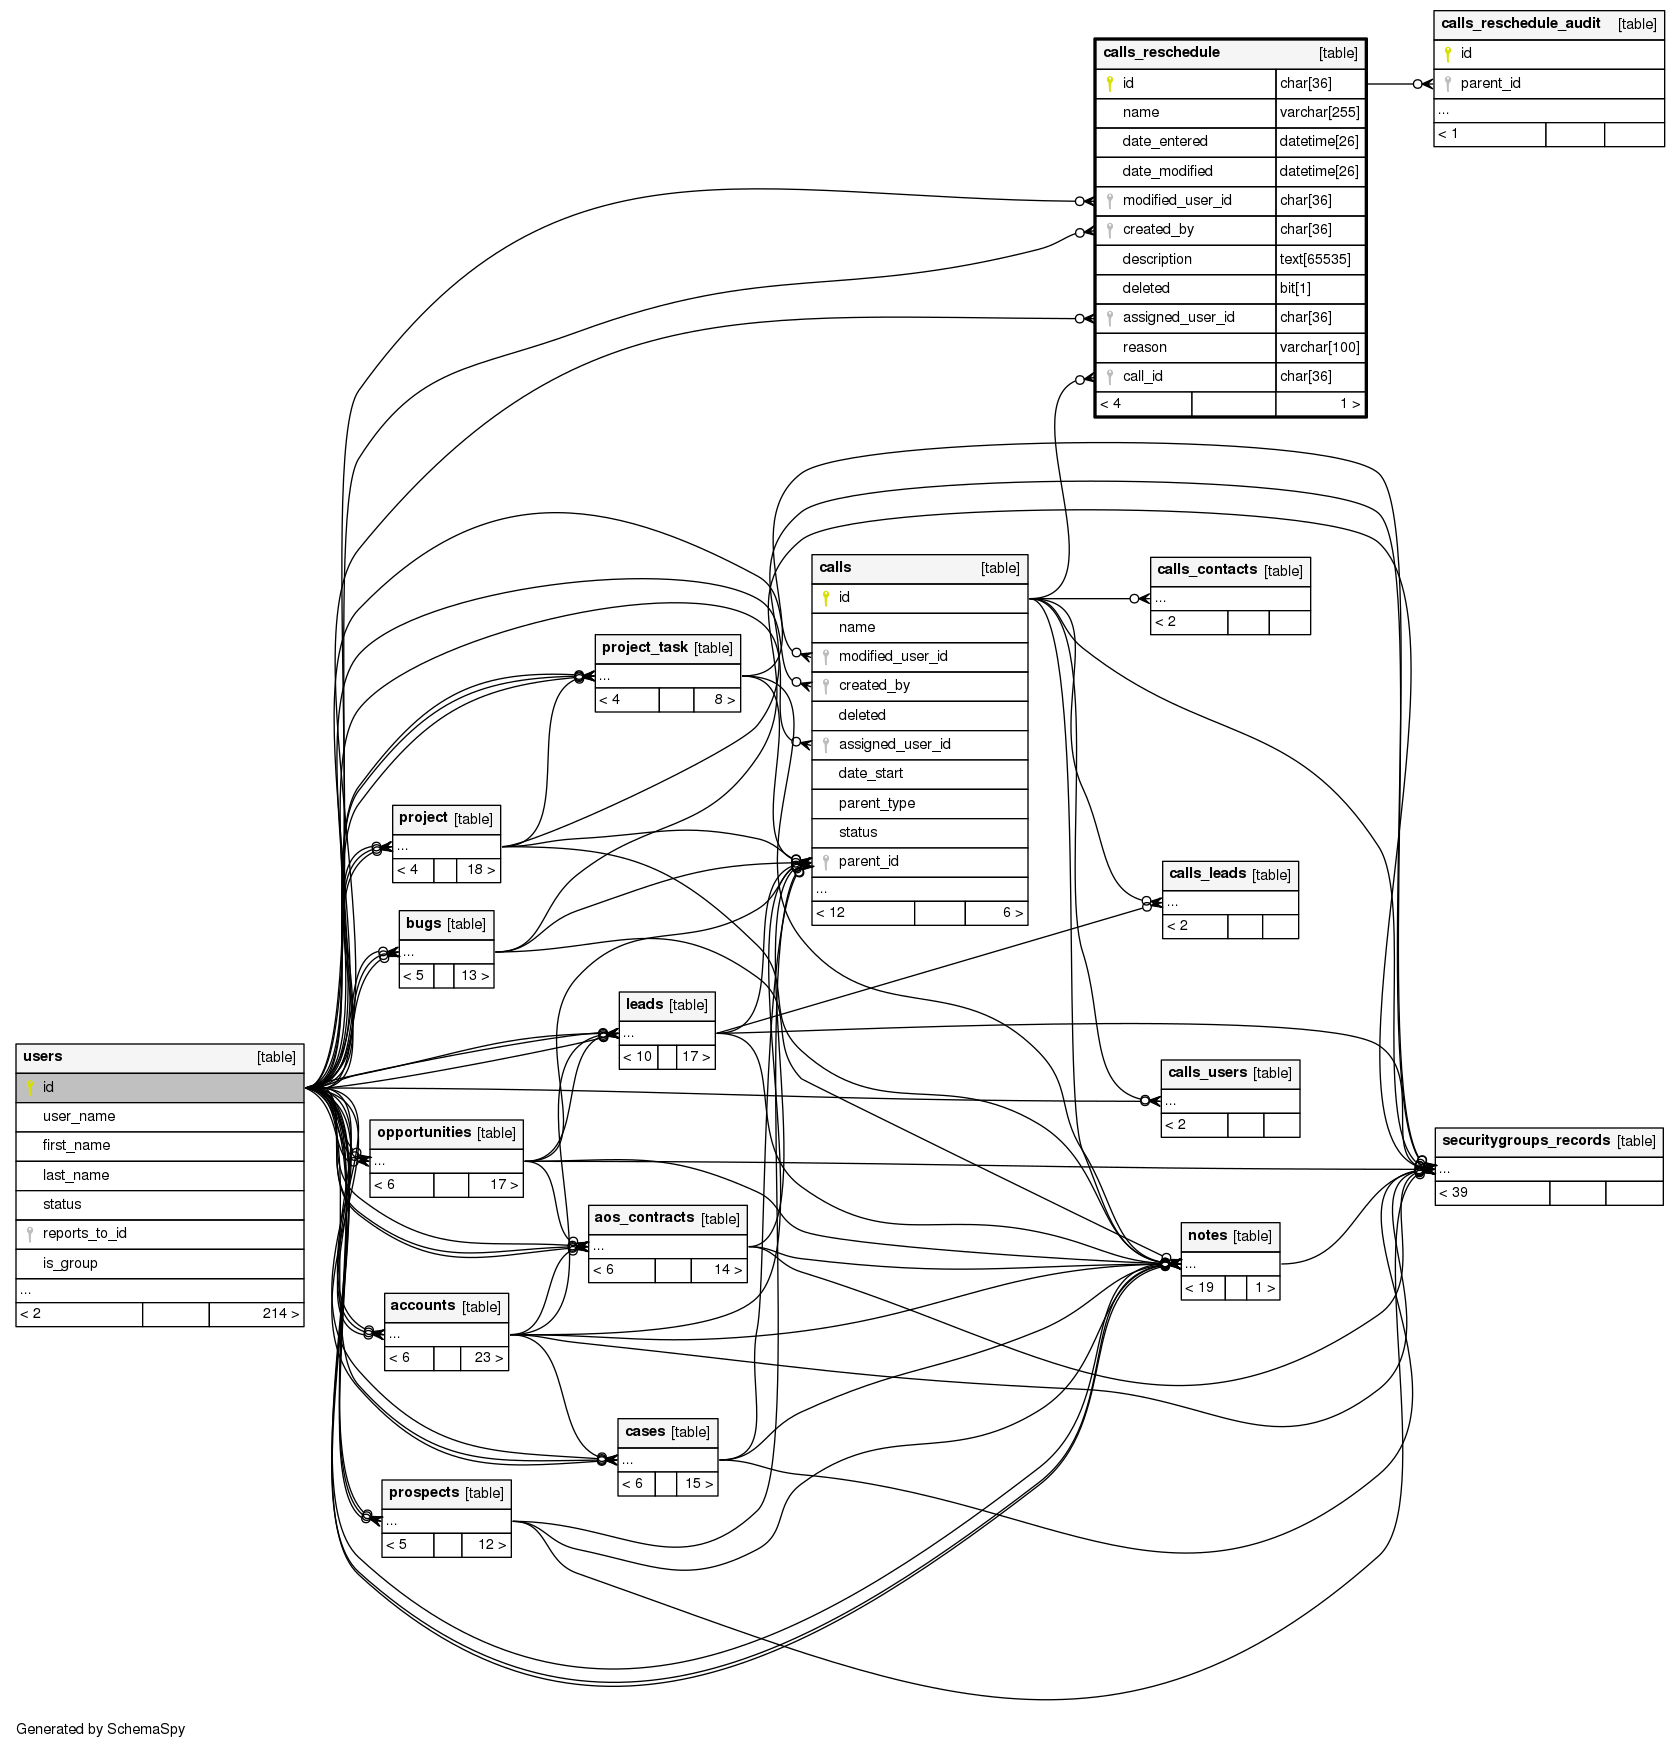 calls_reschedule_audit [table]
id
parent_id
...
< 1
calls_reschedule [table]
id char[36]
name varchar[255]
date_entered datetime[26]
date_modified datetime[26]
modified_user_id char[36]
created_by char[36]
description text[65535]
deleted bit[1]
assigned_user_id char[36]
reason varchar[100]
call_id char[36]
< 4 1 >
calls [table]
id
name
modified_user_id
created_by
deleted
assigned_user_id
date_start
parent_type
status
parent_id
...
< 12 6 >
calls_contacts [table]
...
< 2
project_task [table]
...
< 4 8 >
project [table]
...
< 4 18 >
calls_leads [table]
...
< 2
bugs [table]
...
< 5 13 >
leads [table]
...
< 10 17 >
users [table]
id
user_name
first_name
last_name
status
reports_to_id
is_group
...
< 2 214 >
calls_users [table]
...
< 2
opportunities [table]
...
< 6 17 >
securitygroups_records [table]
...
< 39
aos_contracts [table]
...
< 6 14 >
notes [table]
...
< 19 1 >
accounts [table]
...
< 6 23 >
cases [table]
...
< 6 15 >
prospects [table]
...
< 5 12 >
Generated by SchemaSpy